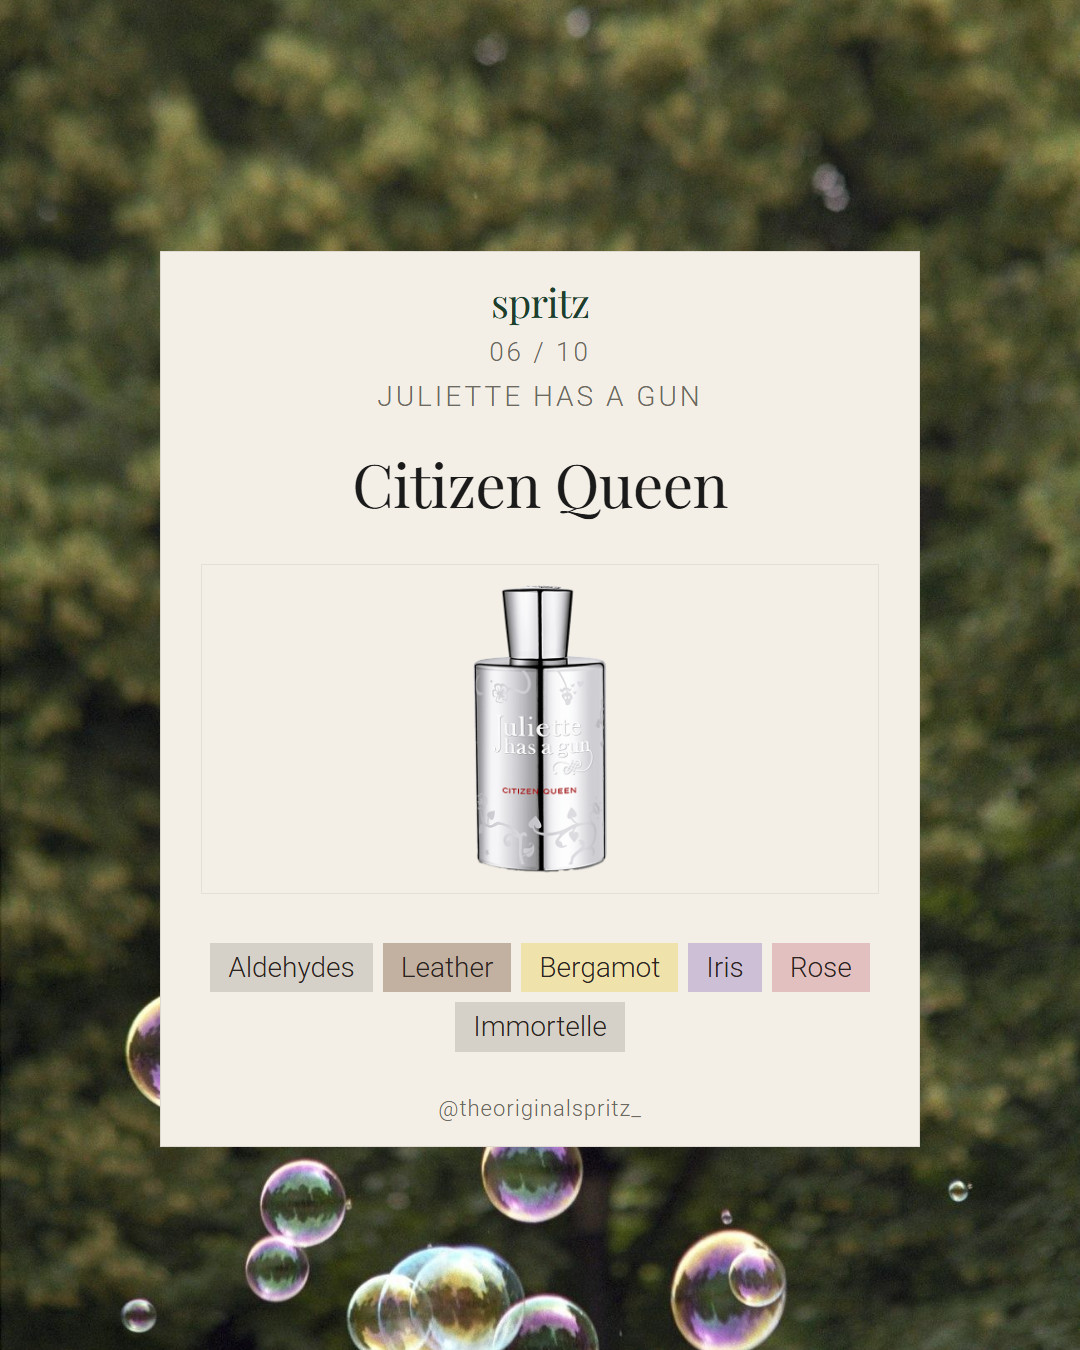 spritz
06 / 10
JULIETTE HAS A GUN
Citizen Queen
Juliette
has a gun
CITIZEN QUEEN
Aldehydes Leather Bergamot Iris Rose
Immortelle
@theoriginalspritz_